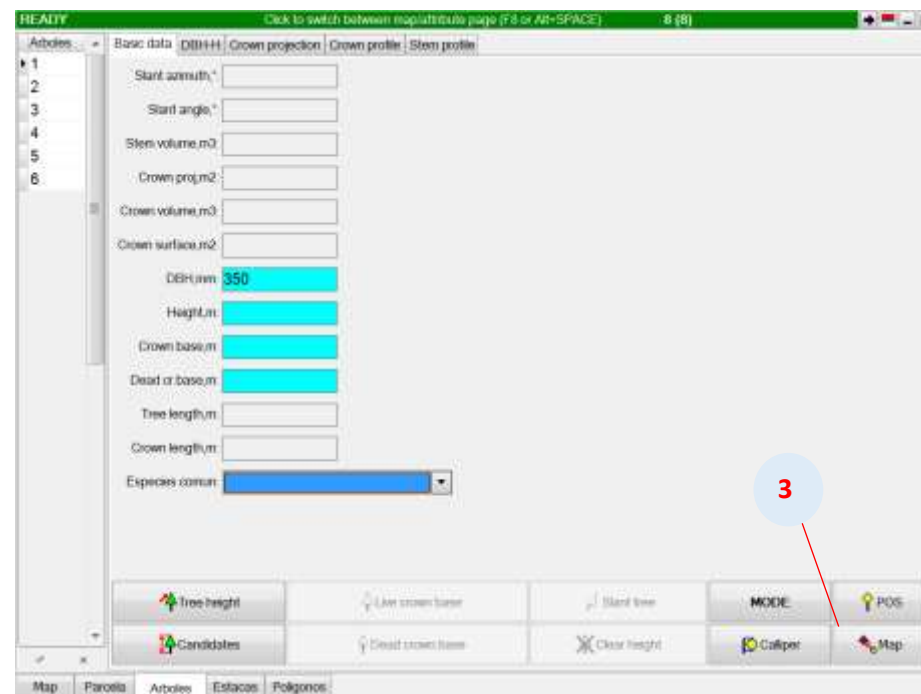 READY Click to switch between map/attribute page (F8 or Alt+SPACE) 8 (8)
Arboles Basic data DBH-H Crown projection Crown profile Stem profile
1
2
3
4
5
6
Slant azimuth,°
Slant angle,°
Stem volume,m3
Crown proj,m2
Crown volume,m3
Crown surface,m2
DBH,mm 350
Height,m
Crown base,m
Dead cr.base,m
Tree length,m
Crown length,m
Especies comun
3
Tree height Live crown base Slant tree MODE POS
Candidates Dead crown base Clear height Caliper Map
Map Parcela Arboles Estacas Poligonos